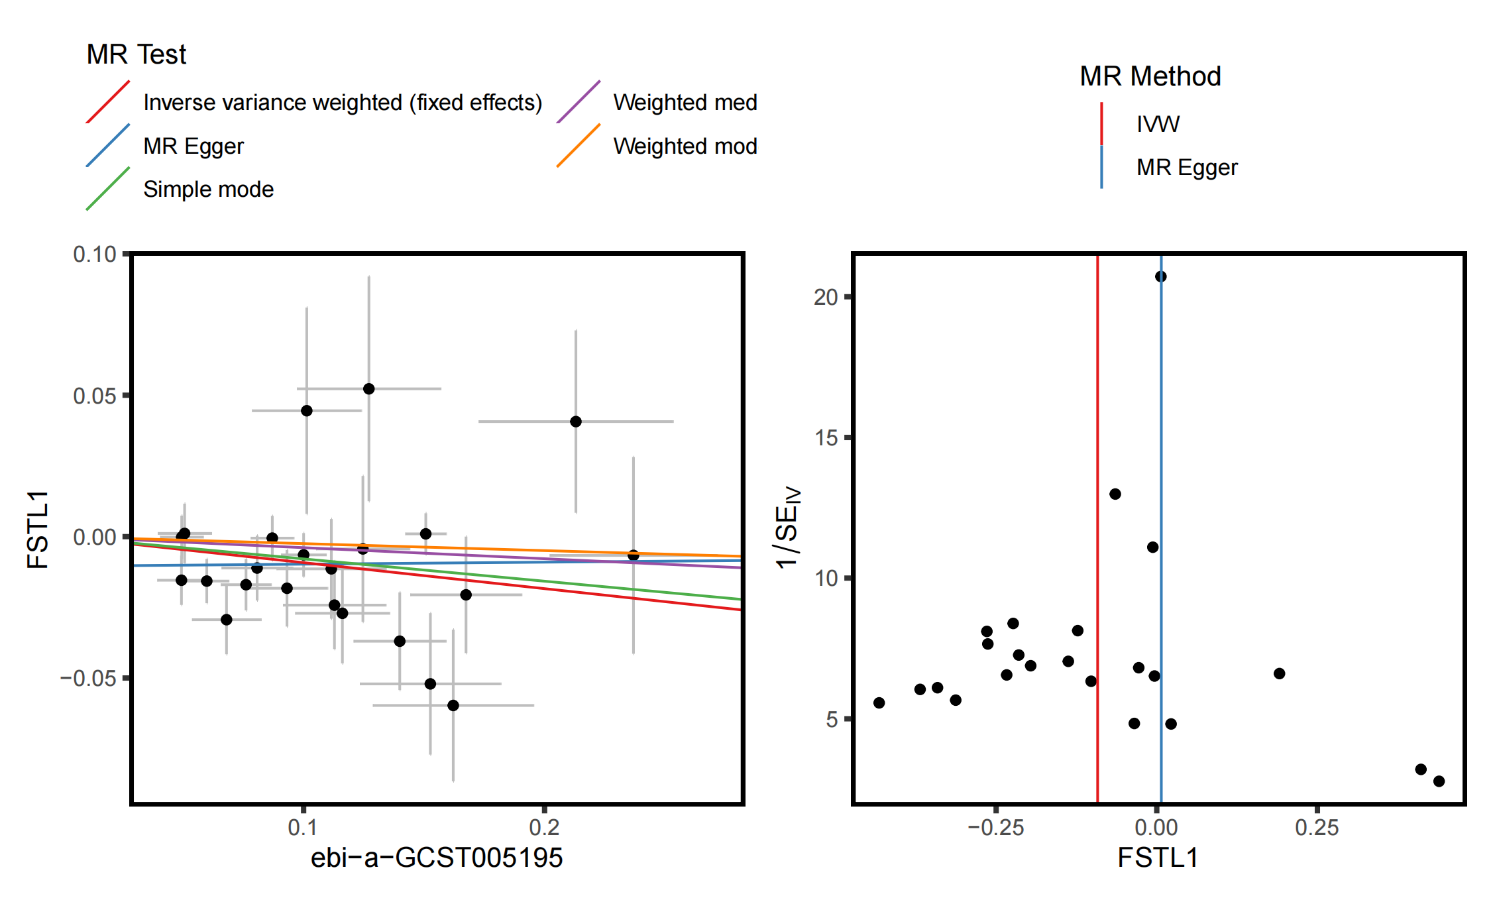 MR Test
Inverse variance weighted (fixed effects)
Weighted med
MR Egger
Weighted mod
Simple mode
0.10
0.05
0.00
−0.05
FSTL1
0.1
0.2
ebi−a−GCST005195
MR Method
IVW
MR Egger
20
15
10
5
1/SEIV
−0.25
0.00
0.25
FSTL1